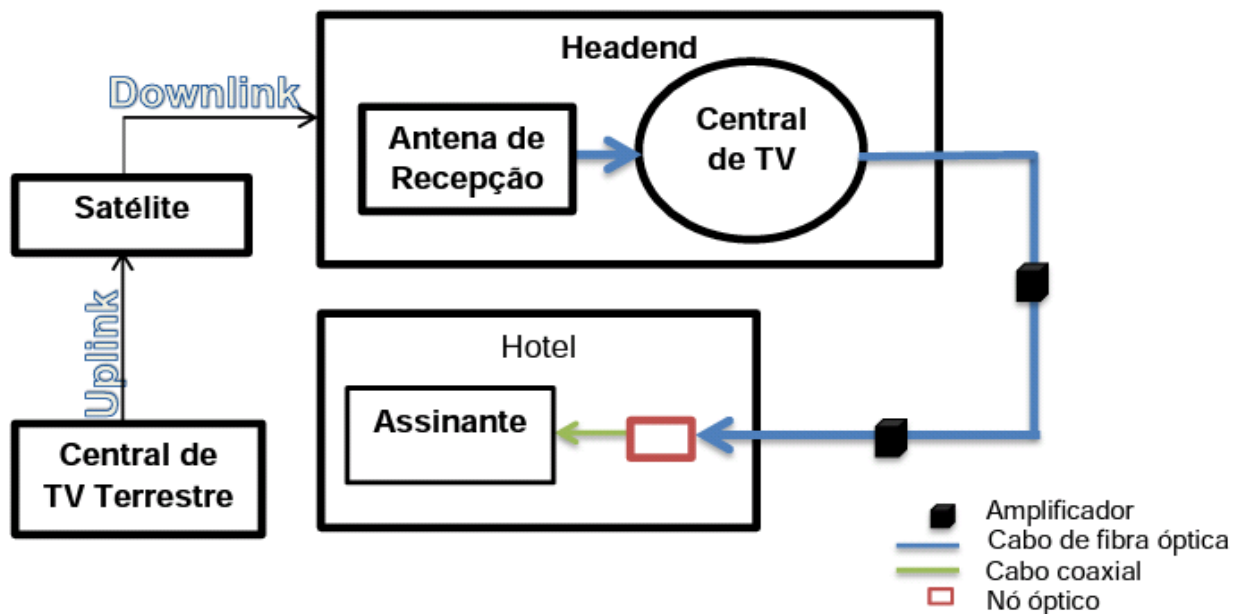 Headend
Downlink
Antena de
Recepção
Central
de TV
Satélite
Uplink
Hotel
Assinante
Central de
TV Terrestre
Amplificador
Cabo de fibra óptica
Cabo coaxial
Nó óptico